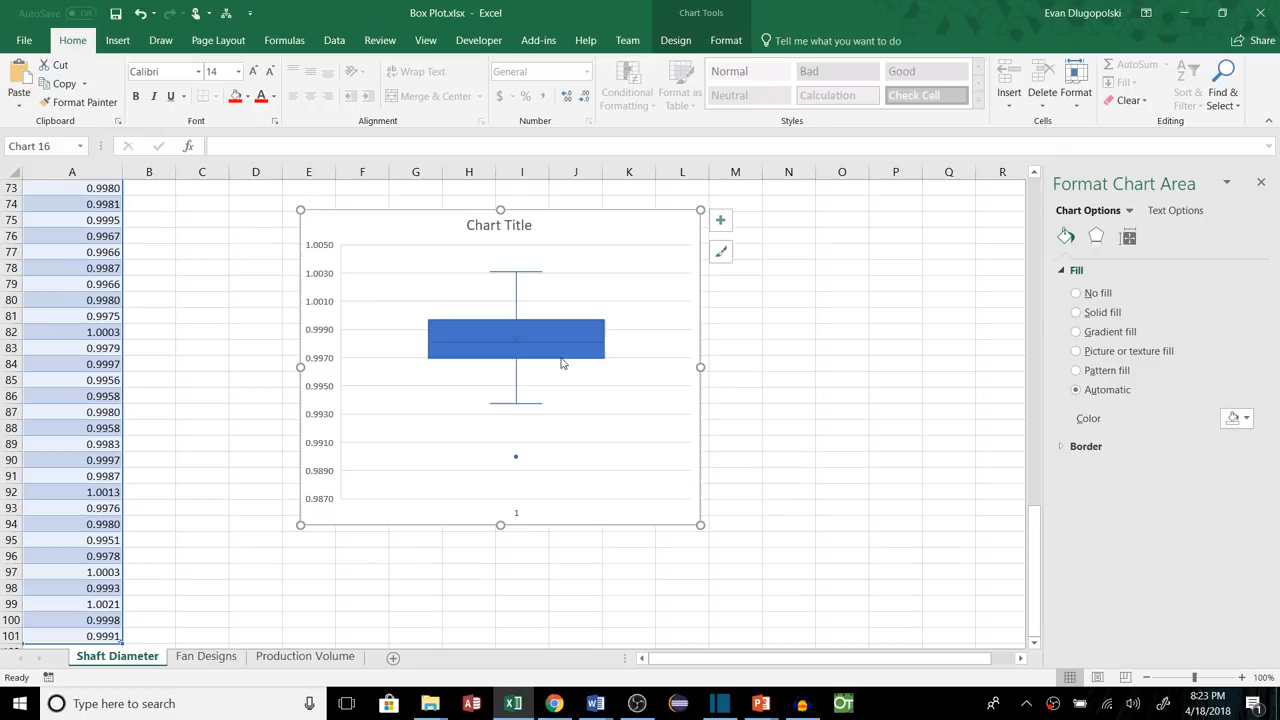 AutoSave Off
Box Plot.xlsx - Excel
Chart Tools
Evan Dlugopolski
File Home Insert Draw Page Layout Formulas Data Review View Developer Add-ins Help Team Design Format Tell me what you want to do Share
Paste
Cut
Copy
Format Painter
Clipboard
Calibri 14
B I U
Font
Wrap Text
Merge & Center
Alignment
General
$ % ,
Number
Conditional Formatting
Format as Table
Normal Bad Good
Neutral Calculation Check Cell
Styles
Insert Delete Format
Cells
AutoSum
Fill
Clear
Sort & Filter
Find & Select
Editing
Chart 16
fx
A B C D E F G H I J K L M N O P Q R
73 0.9980
74 0.9981
75 0.9995
76 0.9967
77 0.9966
78 0.9987
79 0.9966
80 0.9980
81 0.9975
82 1.0003
83 0.9979
84 0.9997
85 0.9956
86 0.9958
87 0.9980
88 0.9958
89 0.9983
90 0.9997
91 0.9987
92 1.0013
93 0.9976
94 0.9980
95 0.9951
96 0.9978
97 1.0003
98 0.9993
99 1.0021
100 0.9998
101 0.9991
Chart Title
1.0050
1.0030
1.0010
0.9990
0.9970
0.9950
0.9930
0.9910
0.9890
0.9870
1
Format Chart Area
Chart Options Text Options
Fill
No fill
Solid fill
Gradient fill
Picture or texture fill
Pattern fill
Automatic
Color
Border
Shaft Diameter Fan Designs Production Volume
Ready
100%
Type here to search
8:23 PM
4/18/2018